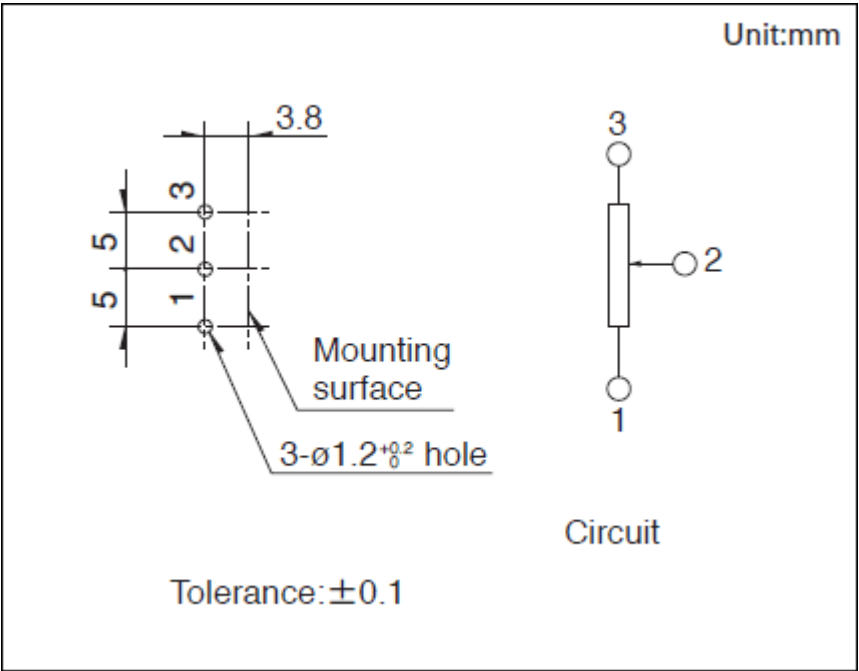 Unit:mm
3.8
3
3
5
2
2
5
1
Mounting
surface
1
3-ø1.2+0.2 0 hole
Circuit
Tolerance:±0.1